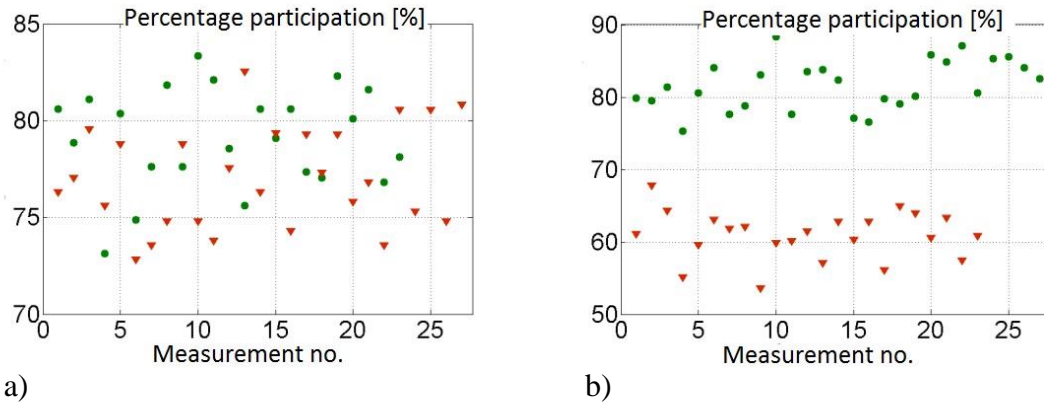 Percentage participation [%]
85
80
75
70
0 5 10 15 20 25
Measurement no.
a)
Percentage participation [%]
90
80
70
60
50
0 5 10 15 20 25
Measurement no.
b)